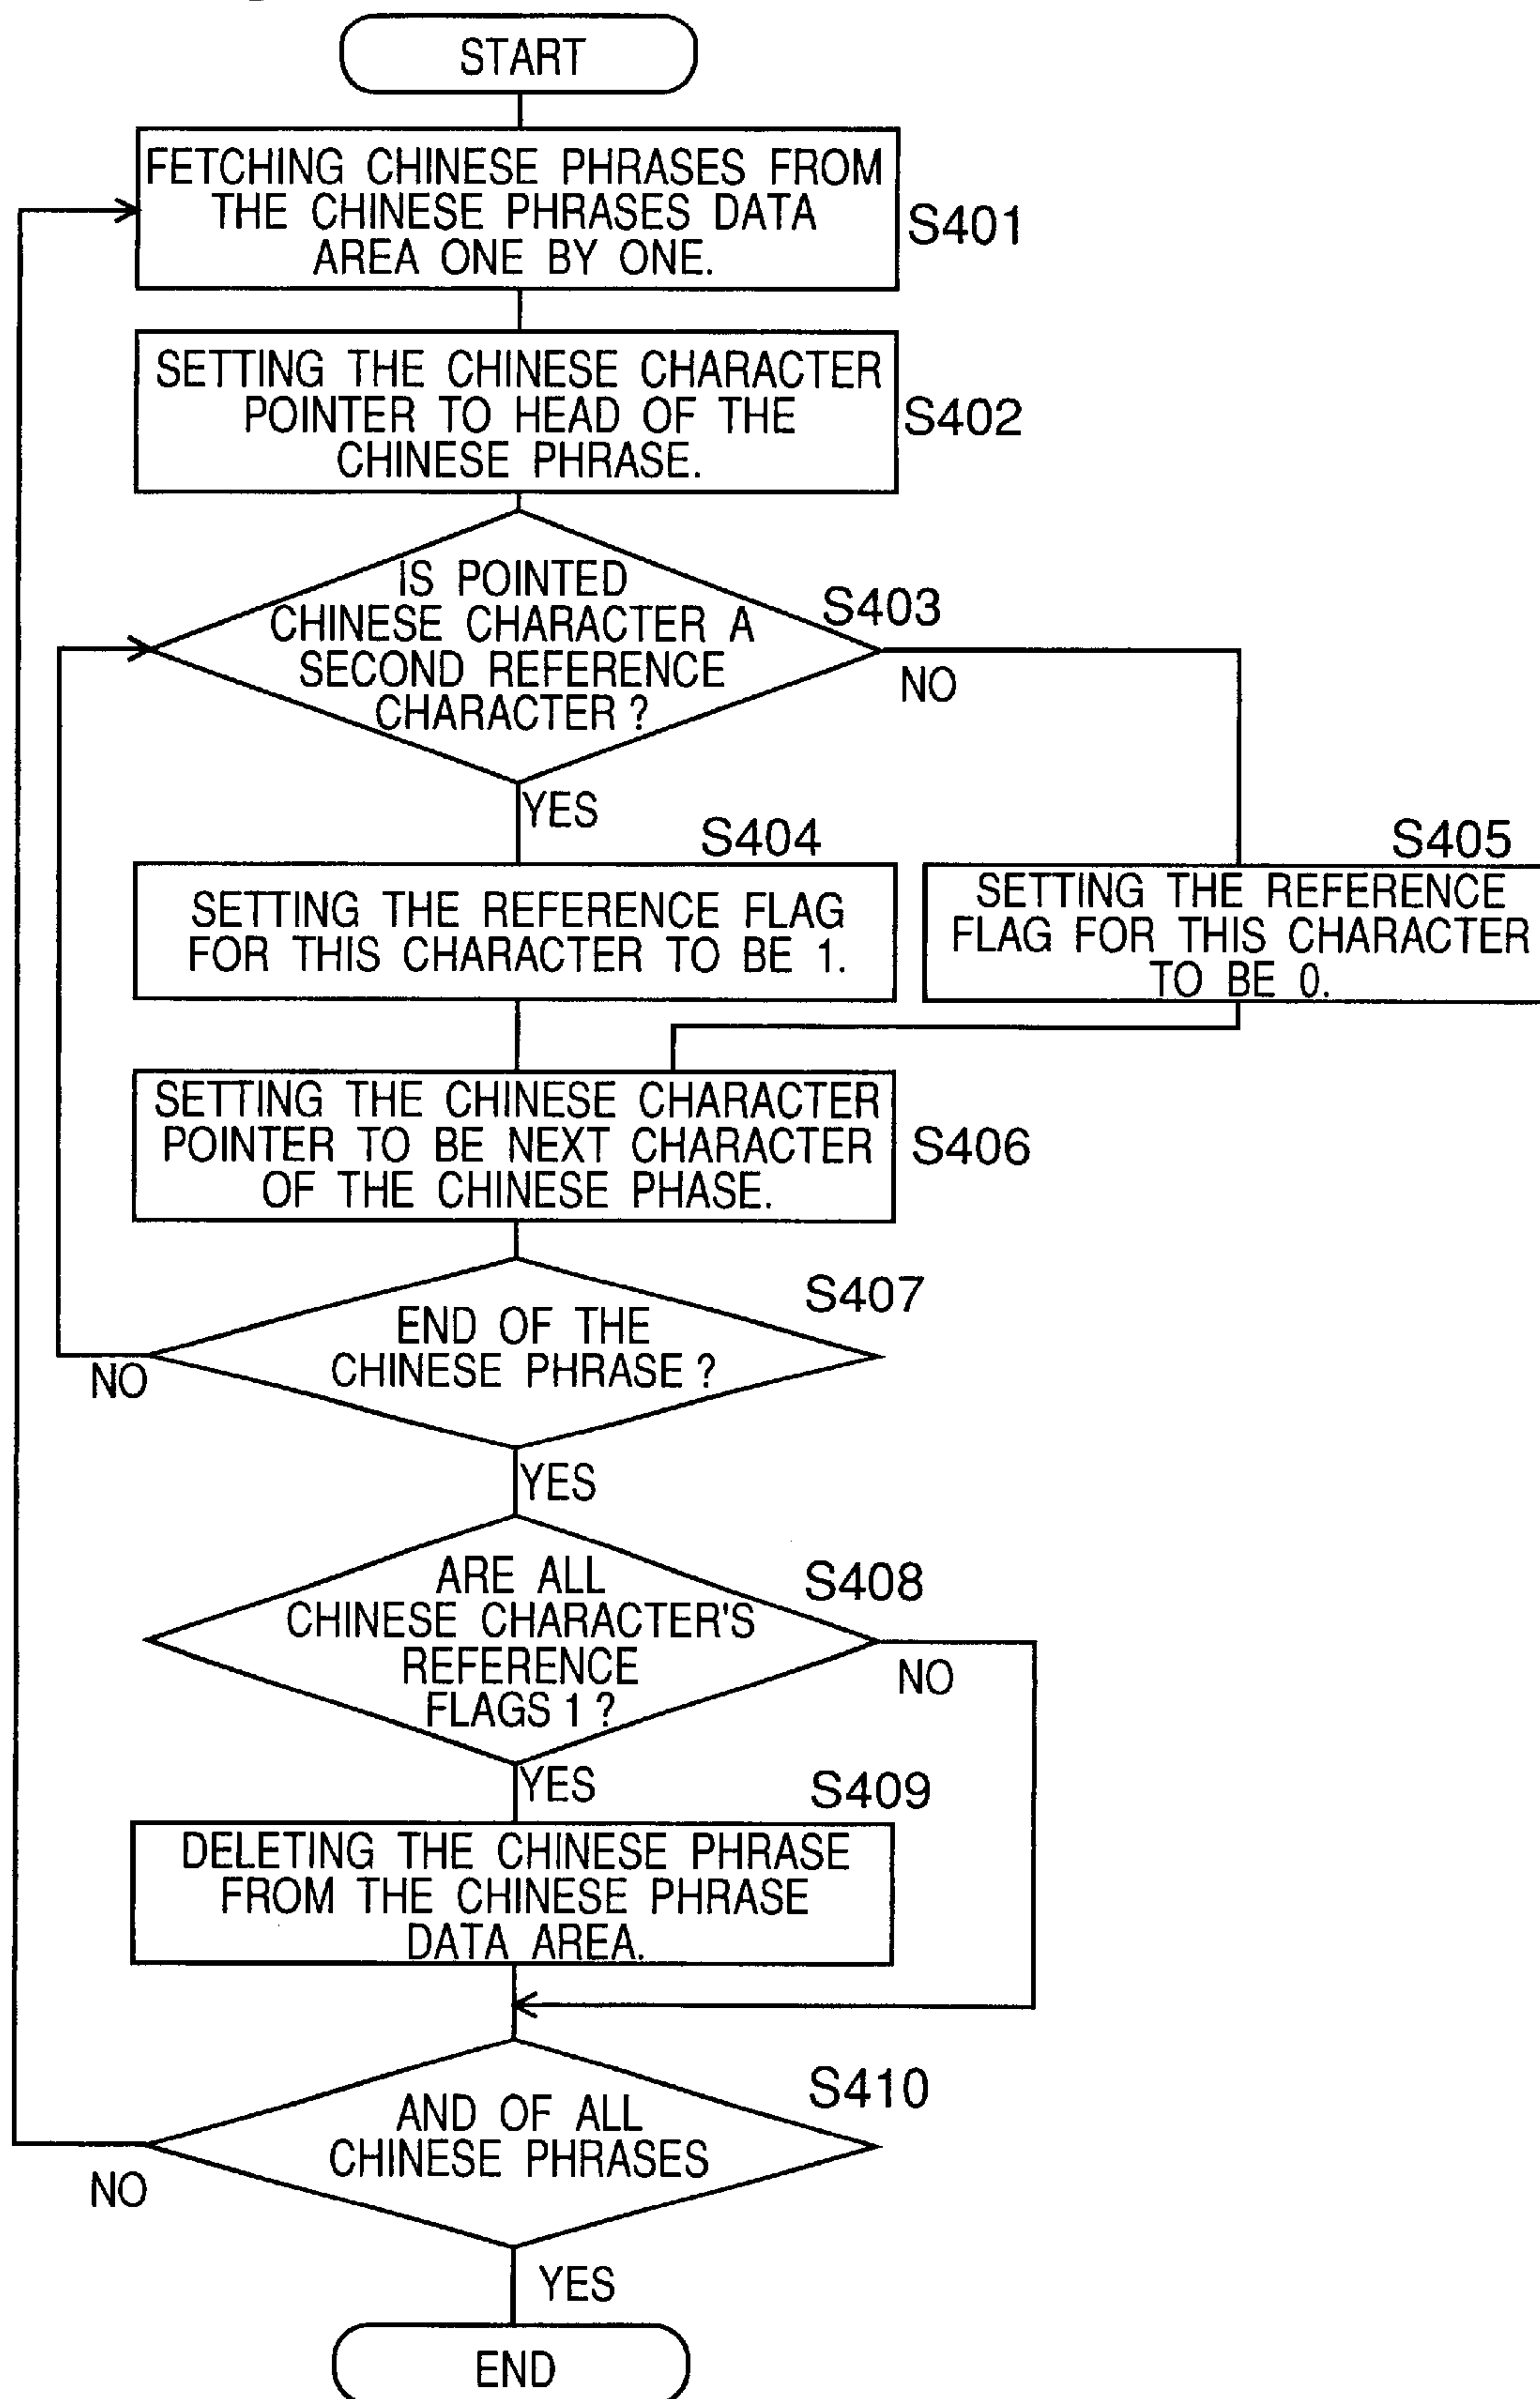 START
FETCHING CHINESE PHRASES FROM
THE CHINESE PHRASES DATA
AREA ONE BY ONE.
S401
SETTING THE CHINESE CHARACTER
POINTER TO HEAD OF THE
CHINESE PHRASE.
S402
IS POINTED
CHINESE CHARACTER A
SECOND REFERENCE
CHARACTER ?
S403
NO
YES
S404
SETTING THE REFERENCE FLAG
FOR THIS CHARACTER TO BE 1.
S405
SETTING THE REFERENCE
FLAG FOR THIS CHARACTER
TO BE 0.
SETTING THE CHINESE CHARACTER
POINTER TO BE NEXT CHARACTER
OF THE CHINESE PHASE.
S406
S407
END OF THE
CHINESE PHRASE ?
NO
YES
ARE ALL
CHINESE CHARACTER'S
REFERENCE
FLAGS 1 ?
S408
NO
YES
S409
DELETING THE CHINESE PHRASE
FROM THE CHINESE PHRASE
DATA AREA.
S410
AND OF ALL
CHINESE PHRASES
NO
YES
END